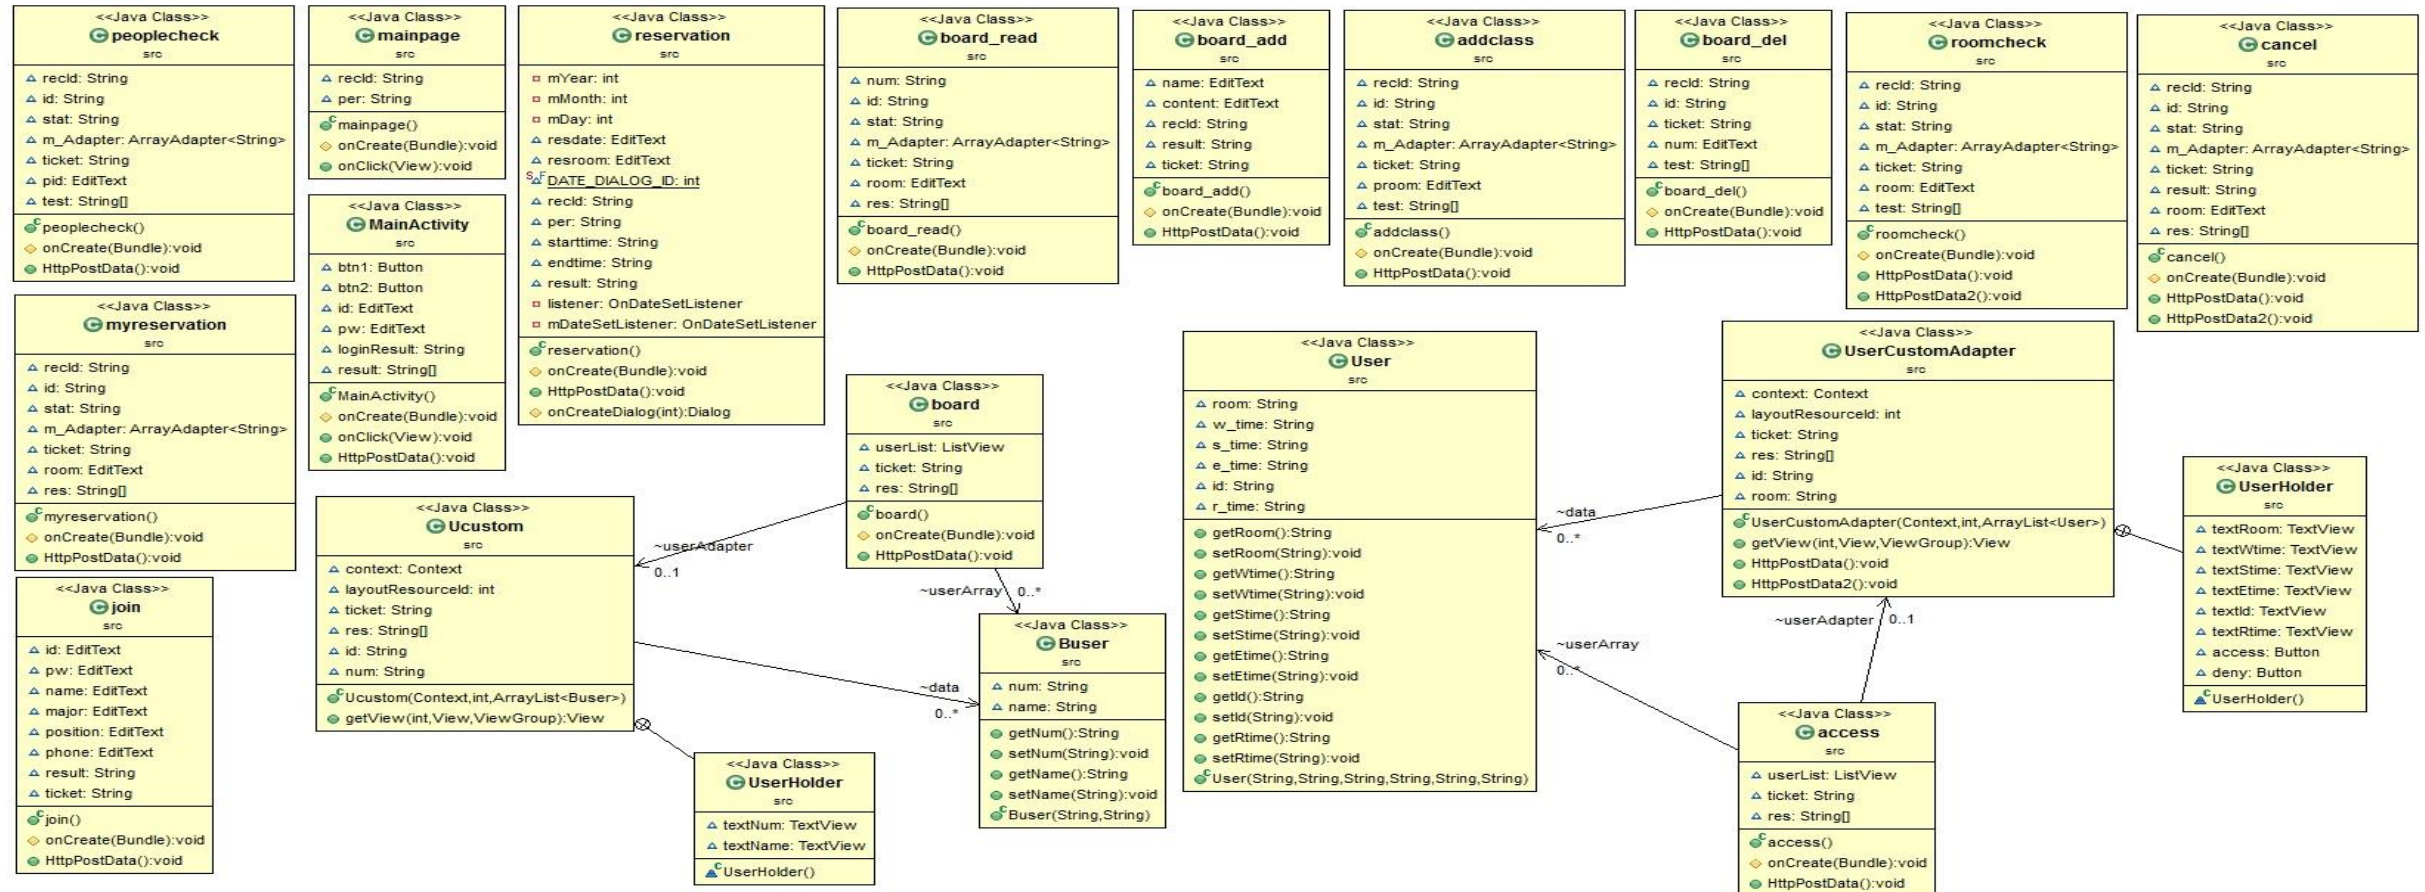 <<Java Class>>
peoplecheck
src
recId: String
id: String
stat: String
m_Adapter: ArrayAdapter<String>
ticket: String
pid: EditText
test: String[]
peoplecheck()
onCreate(Bundle):void
HttpPostData():void
<<Java Class>>
mainpage
src
recId: String
per: String
mainpage()
onCreate(Bundle):void
onClick(View):void
<<Java Class>>
reservation
src
mYear: int
mMonth: int
mDay: int
resdate: EditText
resroom: EditText
DATE_DIALOG_ID: int
recId: String
per: String
starttime: String
endtime: String
result: String
listener: OnDateSetListener
mDateSetListener: OnDateSetListener
reservation()
onCreate(Bundle):void
HttpPostData():void
onCreateDialog(int):Dialog
<<Java Class>>
board_read
src
num: String
id: String
stat: String
m_Adapter: ArrayAdapter<String>
ticket: String
room: EditText
res: String[]
board_read()
onCreate(Bundle):void
HttpPostData():void
<<Java Class>>
board_add
src
name: EditText
content: EditText
recId: String
result: String
ticket: String
board_add()
onCreate(Bundle):void
HttpPostData():void
<<Java Class>>
addclass
src
recId: String
id: String
stat: String
m_Adapter: ArrayAdapter<String>
ticket: String
proom: EditText
test: String[]
addclass()
onCreate(Bundle):void
HttpPostData():void
<<Java Class>>
board_del
src
recId: String
id: String
ticket: String
num: EditText
test: String[]
board_del()
onCreate(Bundle):void
HttpPostData():void
<<Java Class>>
roomcheck
src
recId: String
id: String
stat: String
m_Adapter: ArrayAdapter<String>
ticket: String
room: EditText
test: String[]
roomcheck()
onCreate(Bundle):void
HttpPostData():void
HttpPostData2():void
<<Java Class>>
cancel
src
recId: String
id: String
stat: String
m_Adapter: ArrayAdapter<String>
ticket: String
result: String
room: EditText
res: String[]
cancel()
onCreate(Bundle):void
HttpPostData():void
HttpPostData2():void
<<Java Class>>
MainActivity
src
btn1: Button
btn2: Button
id: EditText
pw: EditText
loginResult: String
result: String[]
MainActivity()
onCreate(Bundle):void
onClick(View):void
HttpPostData():void
<<Java Class>>
myreservation
src
recId: String
id: String
stat: String
m_Adapter: ArrayAdapter<String>
ticket: String
room: EditText
res: String[]
myreservation()
onCreate(Bundle):void
HttpPostData():void
<<Java Class>>
join
src
id: EditText
pw: EditText
name: EditText
major: EditText
position: EditText
phone: EditText
result: String
ticket: String
join()
onCreate(Bundle):void
HttpPostData():void
<<Java Class>>
Ucustom
src
context: Context
layoutResourceId: int
ticket: String
res: String[]
id: String
num: String
Ucustom(Context,int,ArrayList<Buser>)
getView(int,View,ViewGroup):View
<<Java Class>>
board
src
userList: ListView
ticket: String
res: String[]
board()
onCreate(Bundle):void
HttpPostData():void
~userAdapter
0..1
~userArray
0..*
~data
0..*
<<Java Class>>
Buser
src
num: String
name: String
getNum():String
setNum(String):void
getName():String
setName(String):void
Buser(String,String)
<<Java Class>>
UserHolder
src
textNum: TextView
textName: TextView
UserHolder()
<<Java Class>>
User
src
room: String
w_time: String
s_time: String
e_time: String
id: String
r_time: String
getRoom():String
setRoom(String):void
getWtime():String
setWtime(String):void
getStime():String
setStime(String):void
getEtime():String
setEtime(String):void
getId():String
setId(String):void
getRtime():String
setRtime(String):void
User(String,String,String,String,String,String)
~data
0..*
~userArray
0..*
<<Java Class>>
UserCustomAdapter
src
context: Context
layoutResourceId: int
ticket: String
res: String[]
id: String
room: String
UserCustomAdapter(Context,int,ArrayList<User>)
getView(int,View,ViewGroup):View
HttpPostData():void
HttpPostData2():void
~userAdapter
0..1
<<Java Class>>
access
src
userList: ListView
ticket: String
res: String[]
access()
onCreate(Bundle):void
HttpPostData():void
<<Java Class>>
UserHolder
src
textRoom: TextView
textWtime: TextView
textStime: TextView
textEtime: TextView
textId: TextView
textRtime: TextView
access: Button
deny: Button
UserHolder()